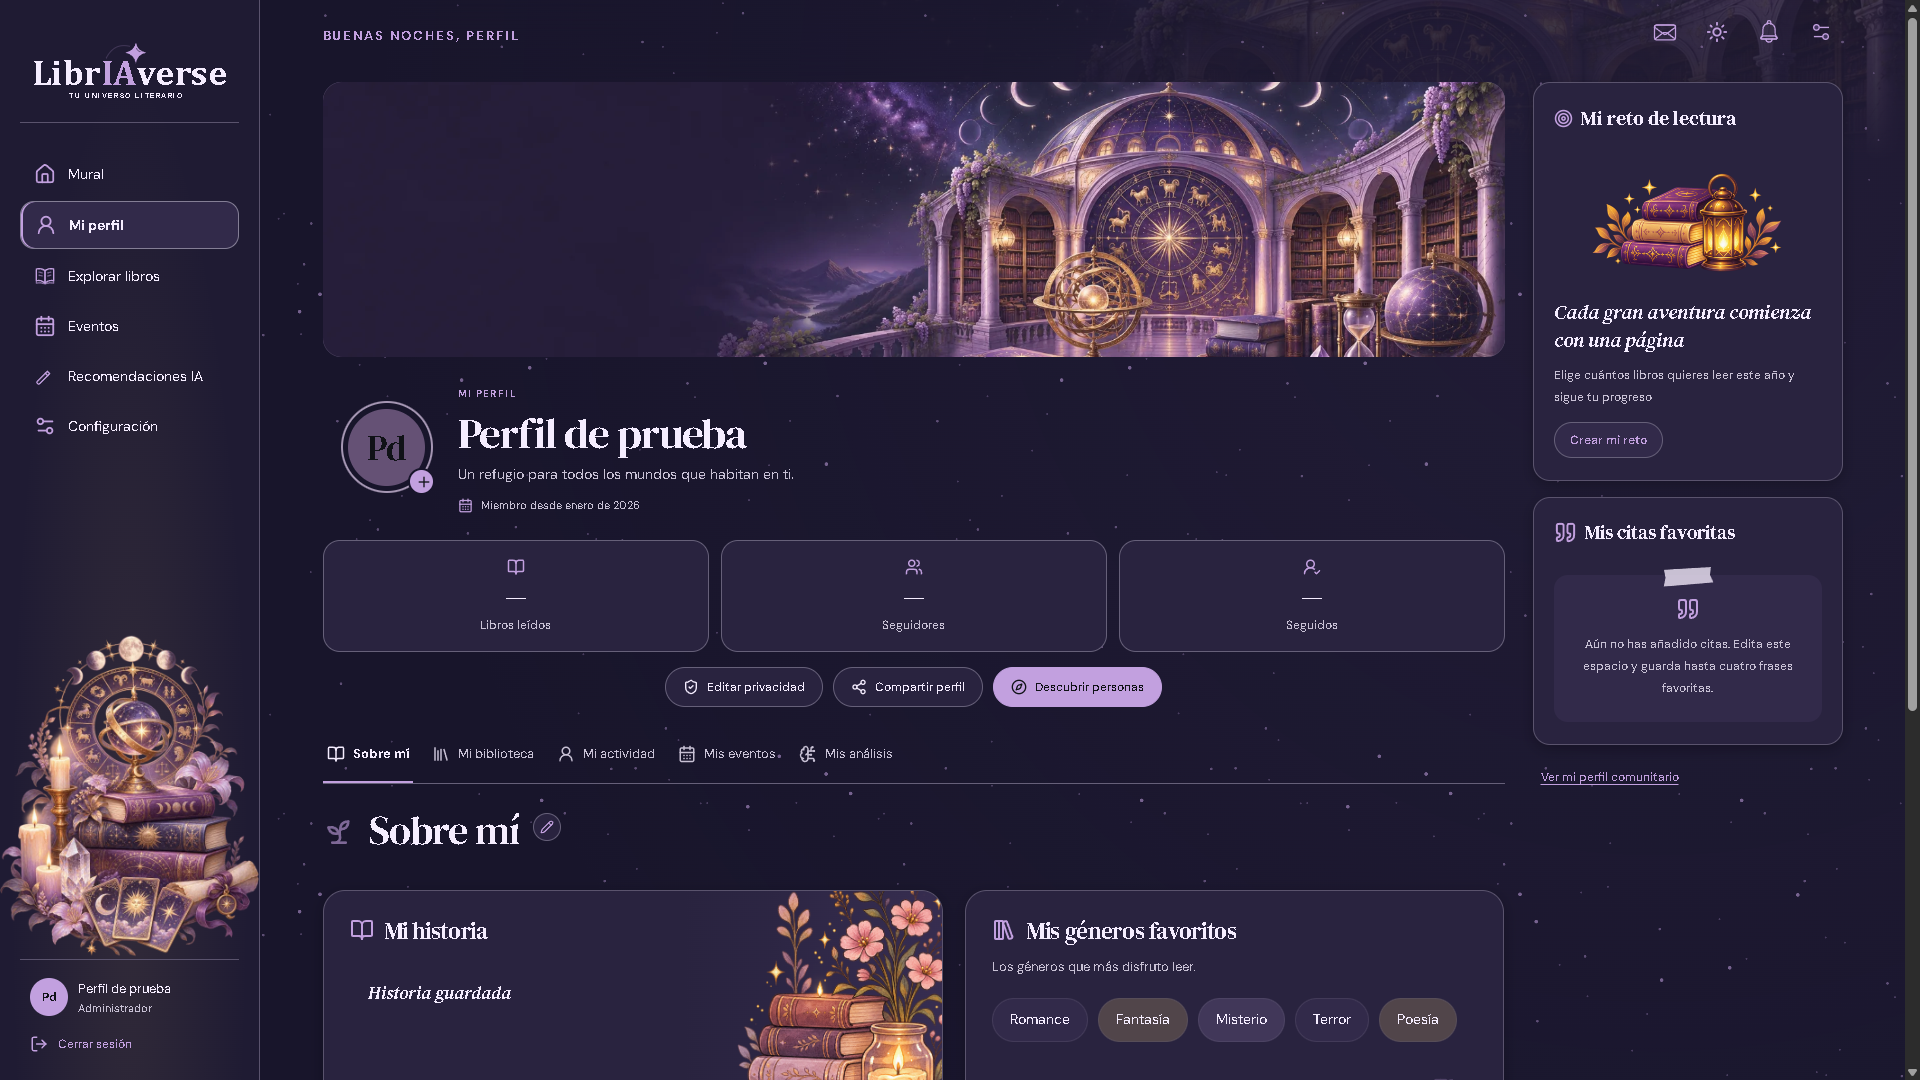 LibrIAverse
TU UNIVERSO LITERARIO
Mural
Mi perfil
Explorar libros
Eventos
Recomendaciones IA
Configuración
Pd
Perfil de prueba
Administrador
Cerrar sesión
BUENAS NOCHES, PERFIL
MI PERFIL
Pd
Perfil de prueba
Un refugio para todos los mundos que habitan en ti.
Miembro desde enero de 2026
Libros leídos
Seguidores
Seguidos
Editar privacidad
Compartir perfil
Descubrir personas
Sobre mí
Mi biblioteca
Mi actividad
Mis eventos
Mis análisis
Sobre mí
Mi historia
Historia guardada
Mis géneros favoritos
Los géneros que más disfruto leer.
Romance
Fantasía
Misterio
Terror
Poesía
Mi reto de lectura
Cada gran aventura comienza
con una página
Elige cuántos libros quieres leer este año y
sigue tu progreso
Crear mi reto
Mis citas favoritas
Aún no has añadido citas. Edita este
espacio y guarda hasta cuatro frases
favoritas.
Ver mi perfil comunitario